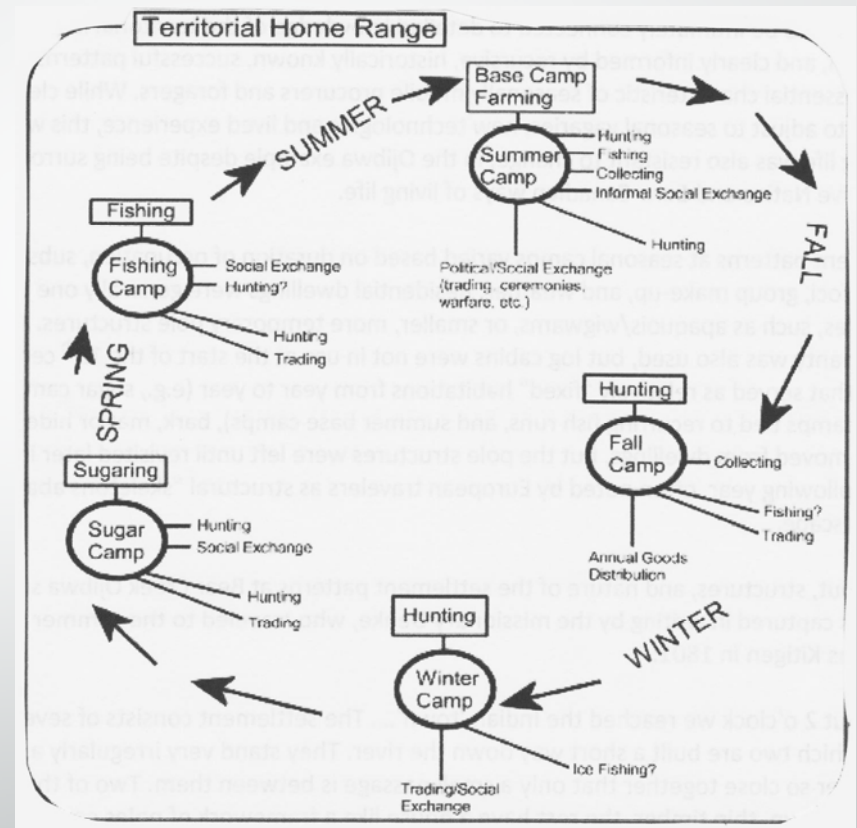 Territorial Home Range
SUMMER
Base Camp
Farming
Summer
Camp
Hunting
Fishing
Collecting
Informal Social Exchange
Hunting
Political/Social Exchange
(trading, ceremonies,
warfare, etc.)
FALL
Hunting
Fall
Camp
Collecting
Fishing?
Trading
Annual Goods
Distribution
WINTER
Hunting
Winter
Camp
Ice Fishing?
Trading/Social
Exchange
Sugaring
Sugar
Camp
Hunting
Social Exchange
Hunting
Trading
SPRING
Fishing
Fishing
Camp
Social Exchange
Hunting?
Hunting
Trading